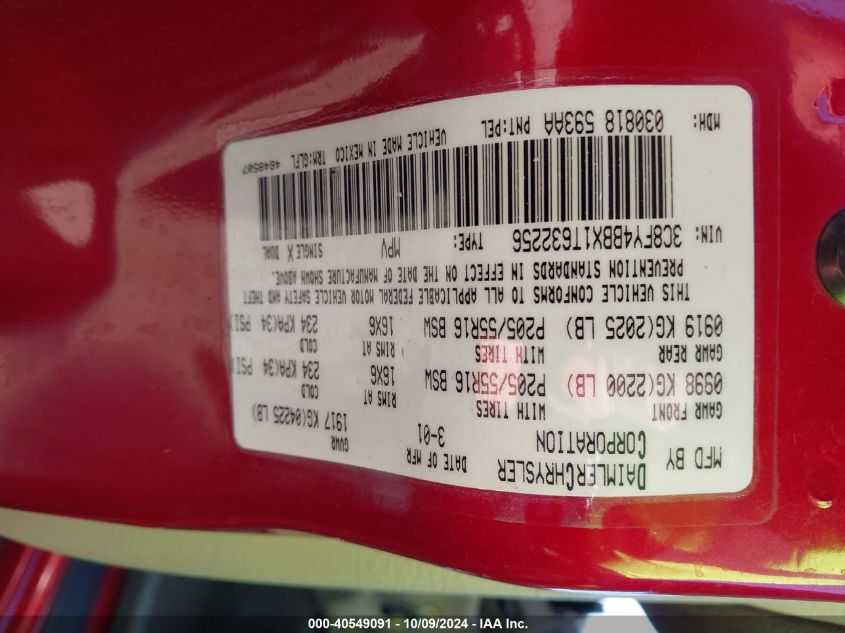 MFD BY DAIMLERCHRYSLER CORPORATION DATE OF MFR 3-01 GVWR 1917 KG(04225 LB)
GAWR FRONT WITH TIRES RIMS AT COLD
0998 KG(2200 LB) P205/55R16 BSW 16X6 234 KPA(34 PSI)
GAWR REAR WITH TIRES RIMS AT COLD
0919 KG(2025 LB) P205/55R16 BSW 16X6 234 KPA(34 PSI)
THIS VEHICLE CONFORMS TO ALL APPLICABLE FEDERAL MOTOR VEHICLE SAFETY AND THEFT
PREVENTION STANDARDS IN EFFECT ON THE DATE OF MANUFACTURE SHOWN ABOVE.
VIN: 3C8FY4BBX1T632256 TYPE: MPV SINGLE X DUAL
MDH: 030818 593AA PNT:PEL VEHICLE MADE IN MEXICO TRM:GLFL 4648507
000-40549091 - 10/09/2024 - IAA Inc.